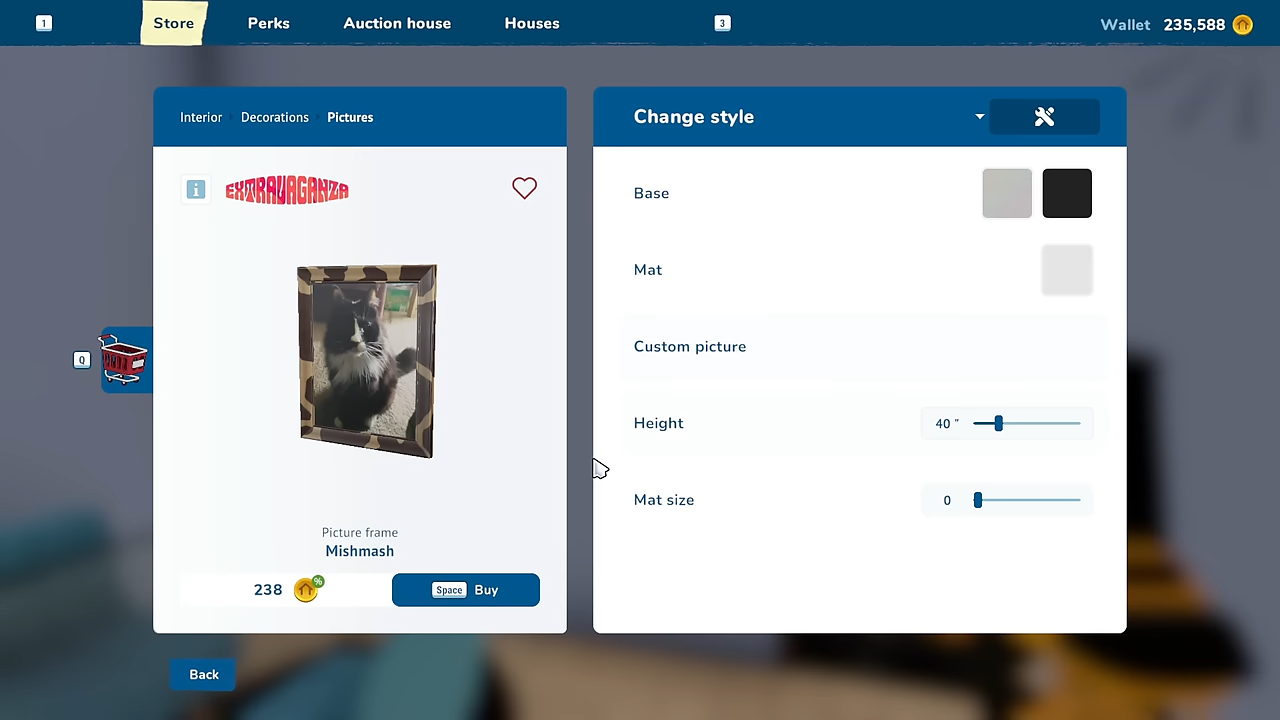 1
Store
Perks
Auction house
Houses
3
Wallet 235,588
Interior Decorations Pictures
EXTRAVAGANZA
Picture frame
Mishmash
238 %
Space Buy
Q
Back
Change style
Base
Mat
Custom picture
Height 40 "
Mat size 0